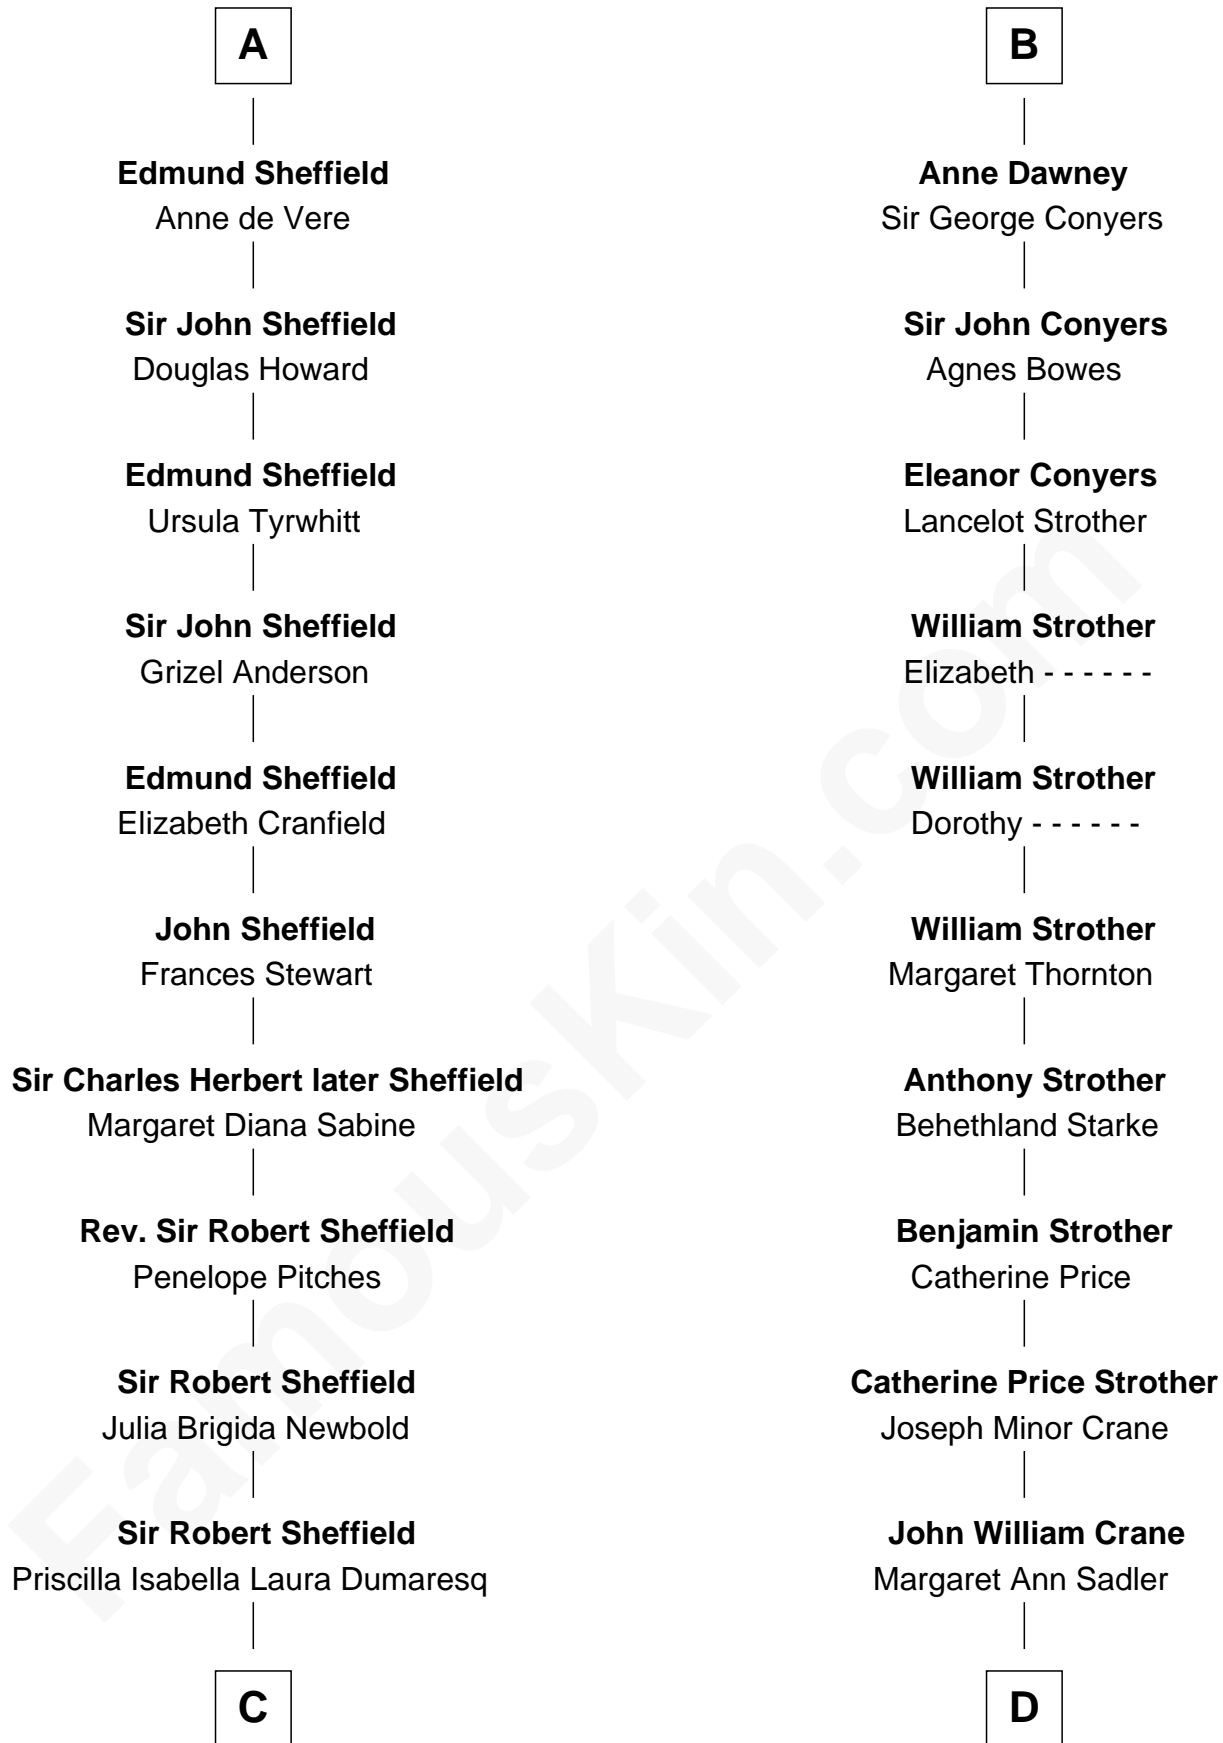 A
Edmund Sheffield
Anne de Vere
Sir John Sheffield
Douglas Howard
Edmund Sheffield
Ursula Tyrwhitt
Sir John Sheffield
Grizel Anderson
Edmund Sheffield
Elizabeth Cranfield
John Sheffield
Frances Stewart
Sir Charles Herbert later Sheffield
Margaret Diana Sabine
Rev. Sir Robert Sheffield
Penelope Pitches
Sir Robert Sheffield
Julia Brigida Newbold
Sir Robert Sheffield
Priscilla Isabella Laura Dumaresq
C
B
Anne Dawney
Sir George Conyers
Sir John Conyers
Agnes Bowes
Eleanor Conyers
Lancelot Strother
William Strother
Elizabeth - - - - - -
William Strother
Dorothy - - - - - -
William Strother
Margaret Thornton
Anthony Strother
Behethland Starke
Benjamin Strother
Catherine Price
Catherine Price Strother
Joseph Minor Crane
John William Crane
Margaret Ann Sadler
D
FamousKin.com